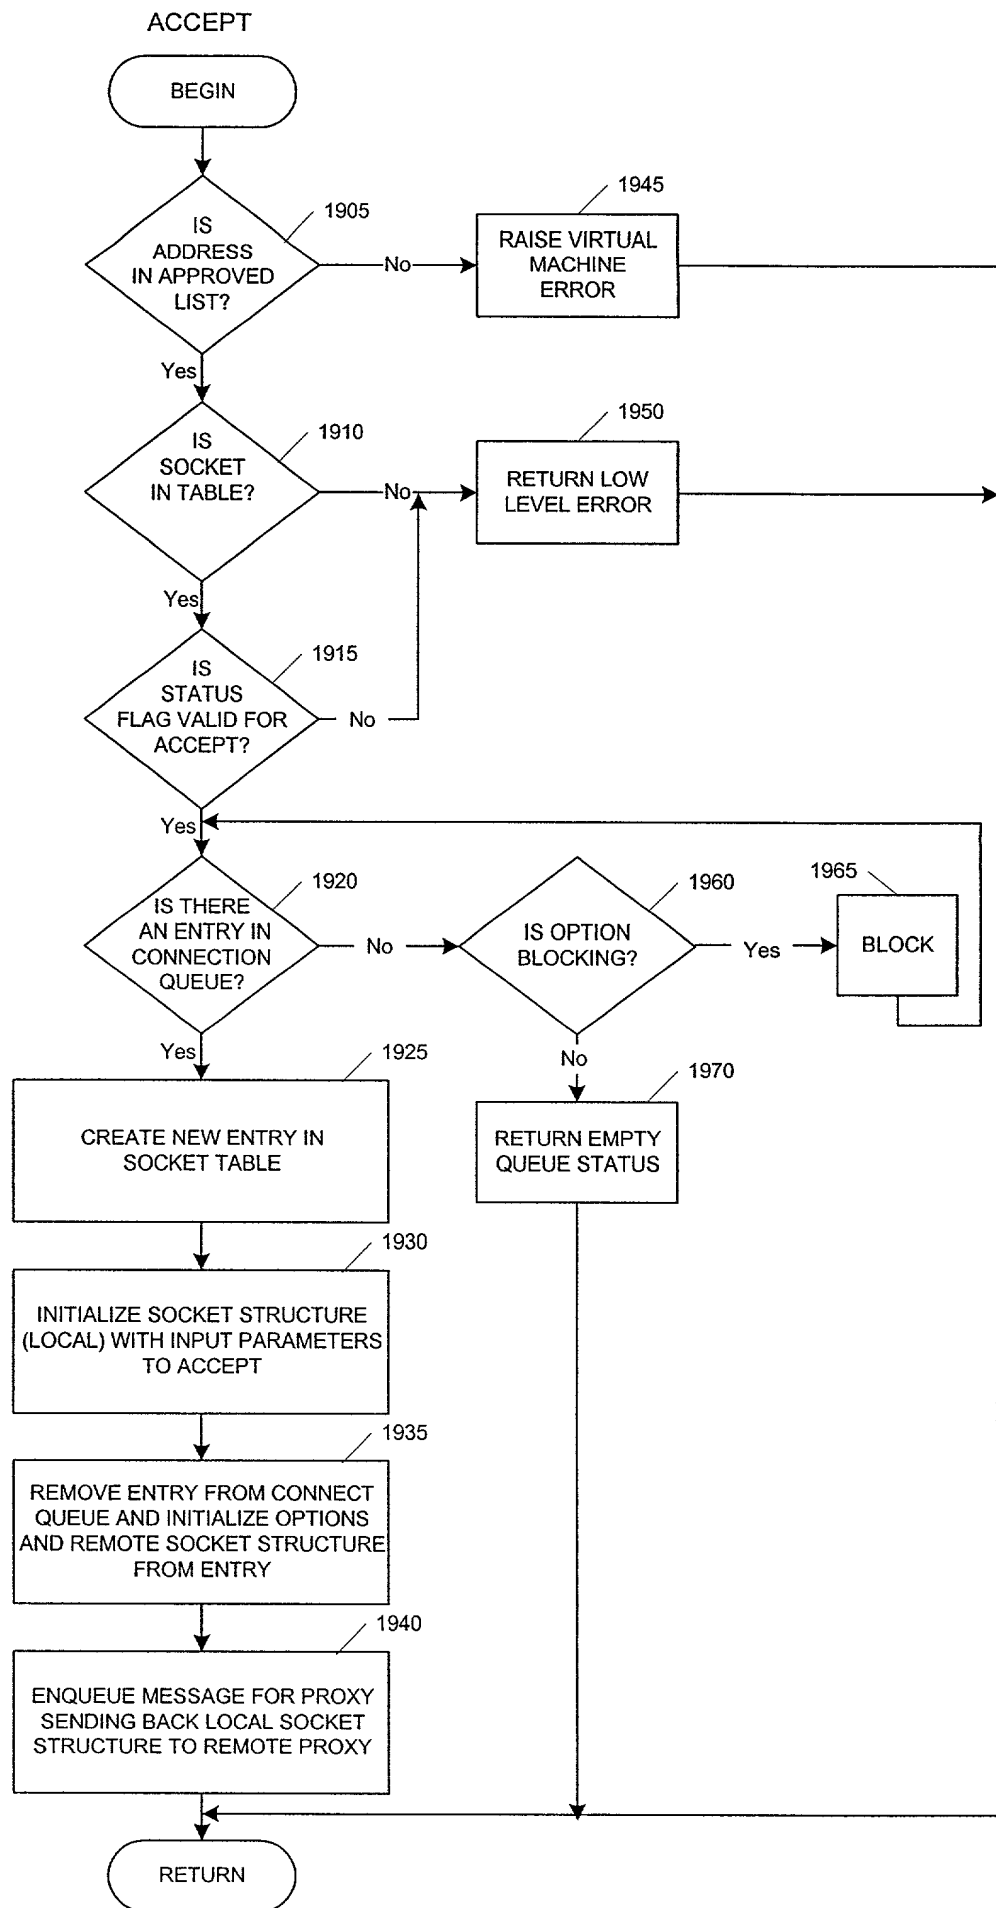 ACCEPT
BEGIN
1905
IS
ADDRESS
IN APPROVED
LIST?
No
1945
RAISE VIRTUAL
MACHINE
ERROR
Yes
1910
IS
SOCKET
IN TABLE?
No
1950
RETURN LOW
LEVEL ERROR
Yes
1915
IS
STATUS
FLAG VALID FOR
ACCEPT?
No
Yes
1920
IS THERE
AN ENTRY IN
CONNECTION
QUEUE?
No
1960
IS OPTION
BLOCKING?
Yes
1965
BLOCK
Yes
No
1925
CREATE NEW ENTRY IN
SOCKET TABLE
1970
RETURN EMPTY
QUEUE STATUS
1930
INITIALIZE SOCKET STRUCTURE
(LOCAL) WITH INPUT PARAMETERS
TO ACCEPT
1935
REMOVE ENTRY FROM CONNECT
QUEUE AND INITIALIZE OPTIONS
AND REMOTE SOCKET STRUCTURE
FROM ENTRY
1940
ENQUEUE MESSAGE FOR PROXY
SENDING BACK LOCAL SOCKET
STRUCTURE TO REMOTE PROXY
RETURN